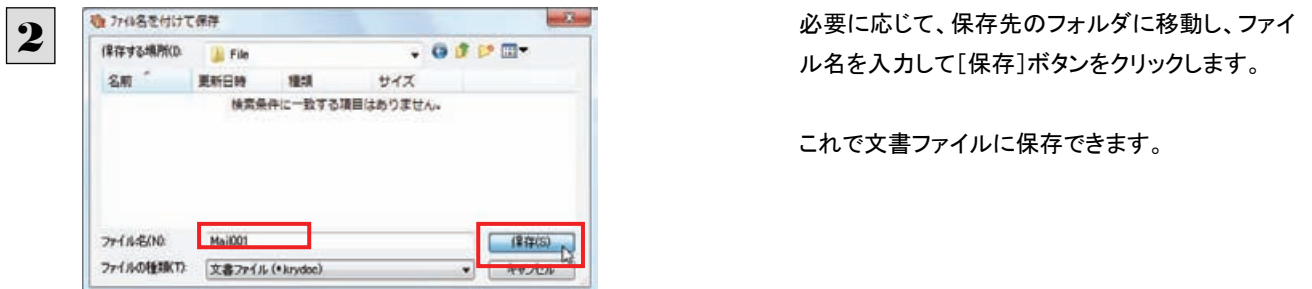 2
ファイル名を付けて保存
保存する場所(I):
File
名前
更新日時
種類
サイズ
検索条件に一致する項目はありません。
ファイル名(N):
Mail001
保存(S)
ファイルの種類(T):
文書ファイル (*.krydoc)
キャンセル
必要に応じて、保存先のフォルダに移動し、ファイ
ル名を入力して[保存]ボタンをクリックします。
これで文書ファイルに保存できます。